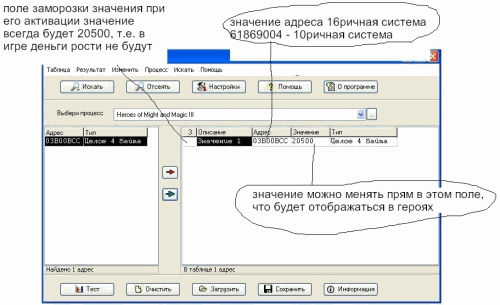 поле заморозки значения при
его активации значение
всегда будет 20500, т.е. в
игре деньги рости не будут
значение адреса 16ричная система
61869004 - 10ричная система
Таблица Результат Изменить Процесс Искать Помощь
Искать Отсеять Настройки ? Помощь О программе
Выбери процесс Heroes of Might and Magic III ...
Адрес Тип
03B00BCC Целое 4 Байта
З Описание Адрес Значение Тип
Значение 1 03B00BCC 20500 Целое 4 Байта
значение можно менять прям в этом поле,
что будет отображаться в героях
Найдено 1 адрес В таблице 1 адрес
Тест Очистить Загрузить Сохранить Информация